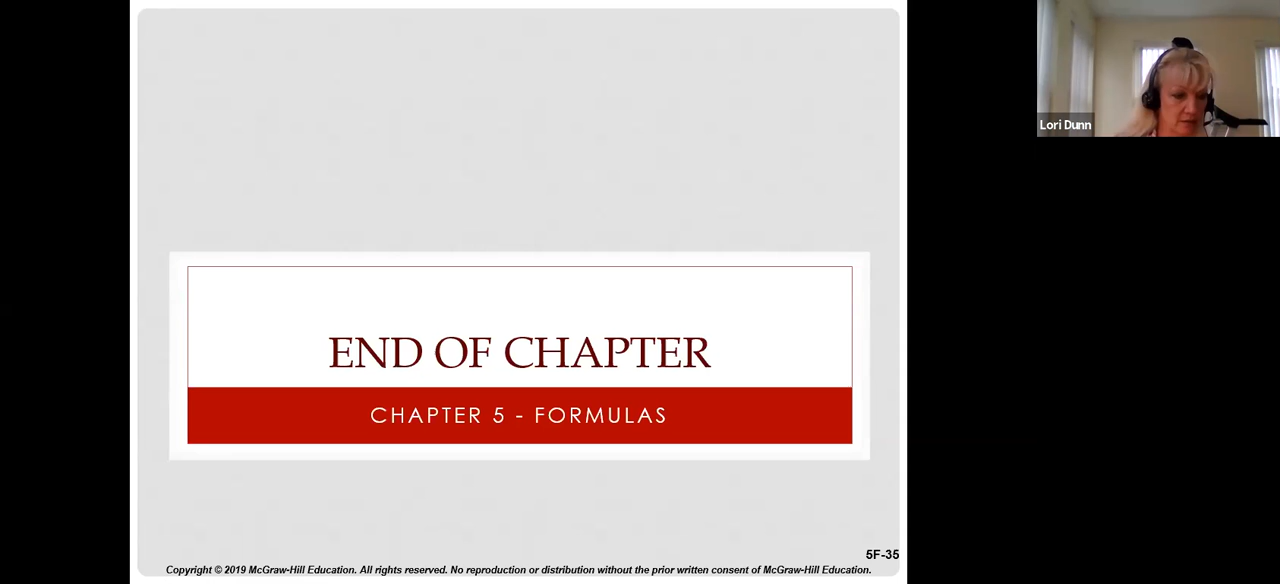 Lori Dunn
END OF CHAPTER
CHAPTER 5 - FORMULAS
5F-35
Copyright © 2019 McGraw-Hill Education. All rights reserved. No reproduction or distribution without the prior written consent of McGraw-Hill Education.